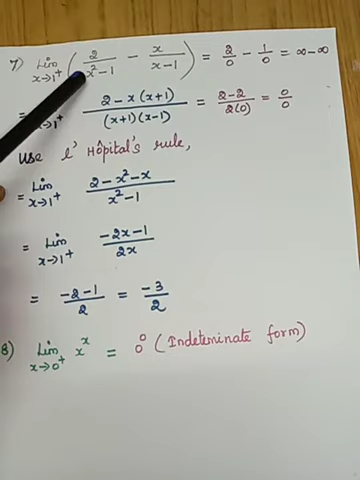 7) lim x→1⁺ ( 2/(x²-1) - x/(x-1) ) = 2/0 - 1/0 = ∞-∞
= x→1⁺ (2-x(x+1))/((x+1)(x-1)) = (2-2)/(2(0)) = 0/0
Use l' Hôpital's rule,
= lim x→1⁺ (2-x²-x)/(x²-1)
= lim x→1⁺ (-2x-1)/(2x)
= (-2-1)/2 = -3/2
8) lim x→0⁺ x^x = 0⁰ (Indeteminate form)